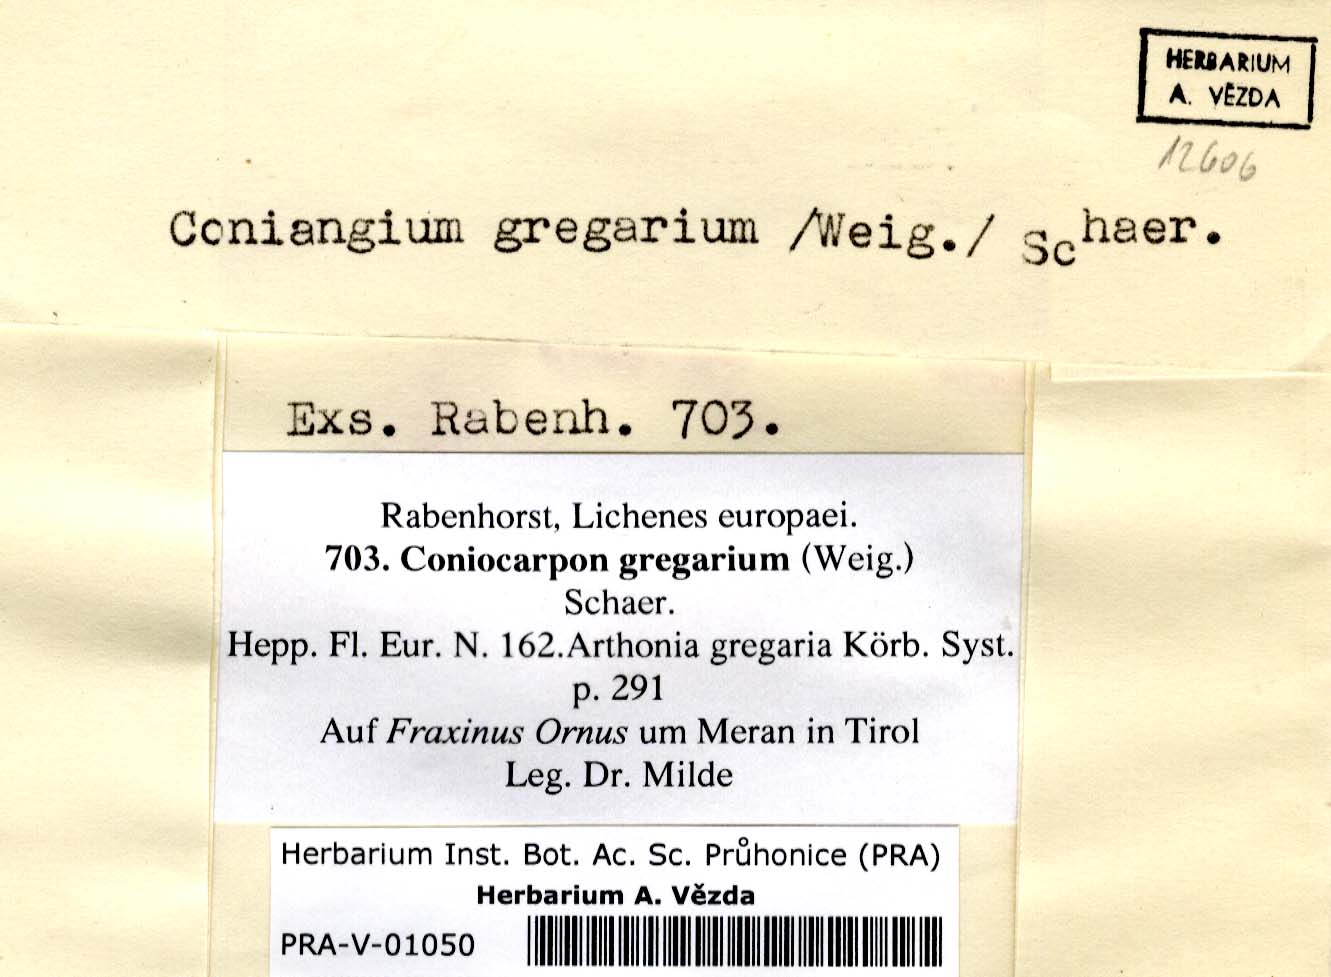 HERBARIUM
A. VĚZDA
12606
Coniangium gregarium /Weig./ Schaer.
Exs. Rabenh. 703.
Rabenhorst, Lichenes europaei.
703. Coniocarpon gregarium (Weig.)
Schaer.
Hepp. Fl. Eur. N. 162.Arthonia gregaria Körb. Syst.
p. 291
Auf Fraxinus Ornus um Meran in Tirol
Leg. Dr. Milde
Herbarium Inst. Bot. Ac. Sc. Průhonice (PRA)
Herbarium A. Vězda
PRA-V-01050